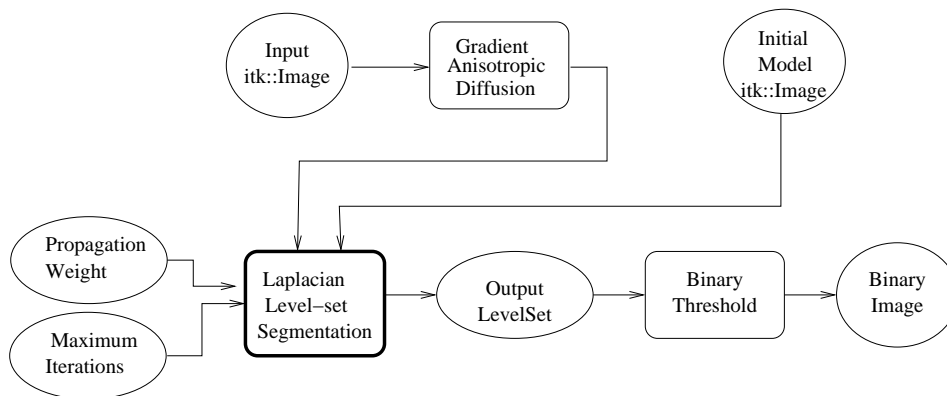 Input
itk::Image
Gradient
Anisotropic
Diffusion
Initial
Model
itk::Image
Propagation
Weight
Maximum
Iterations
Laplacian
Level−set
Segmentation
Output
LevelSet
Binary
Threshold
Binary
Image